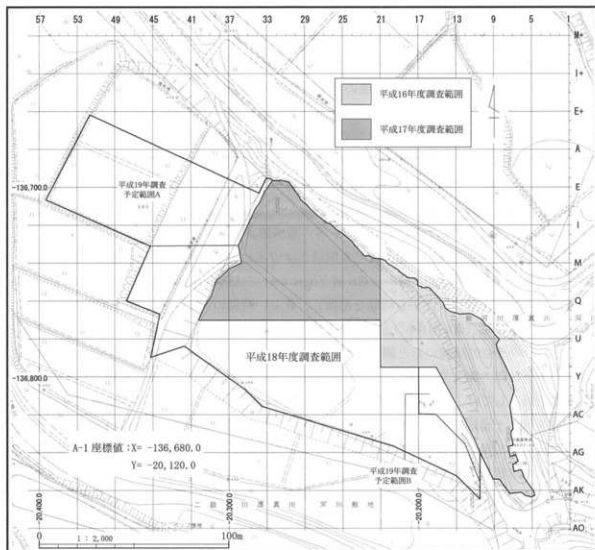 57 53 49 45 41 37 33 29 25 21 17 13 9 5 1
M+
I+
E+
A
E
I
M
Q
U
Y
AC
AG
AK
AO
平成16年度調査範囲
平成17年度調査範囲
-136,700.0
平成19年調査
予定範囲A
平成18年度調査範囲
-136,800.0
A-1 座標値:X= -136,680.0
Y= -20,120.0
平成19年調査
予定範囲B
-20,400.0
-20,300.0
-20,200.0
1:2,000
0
100m